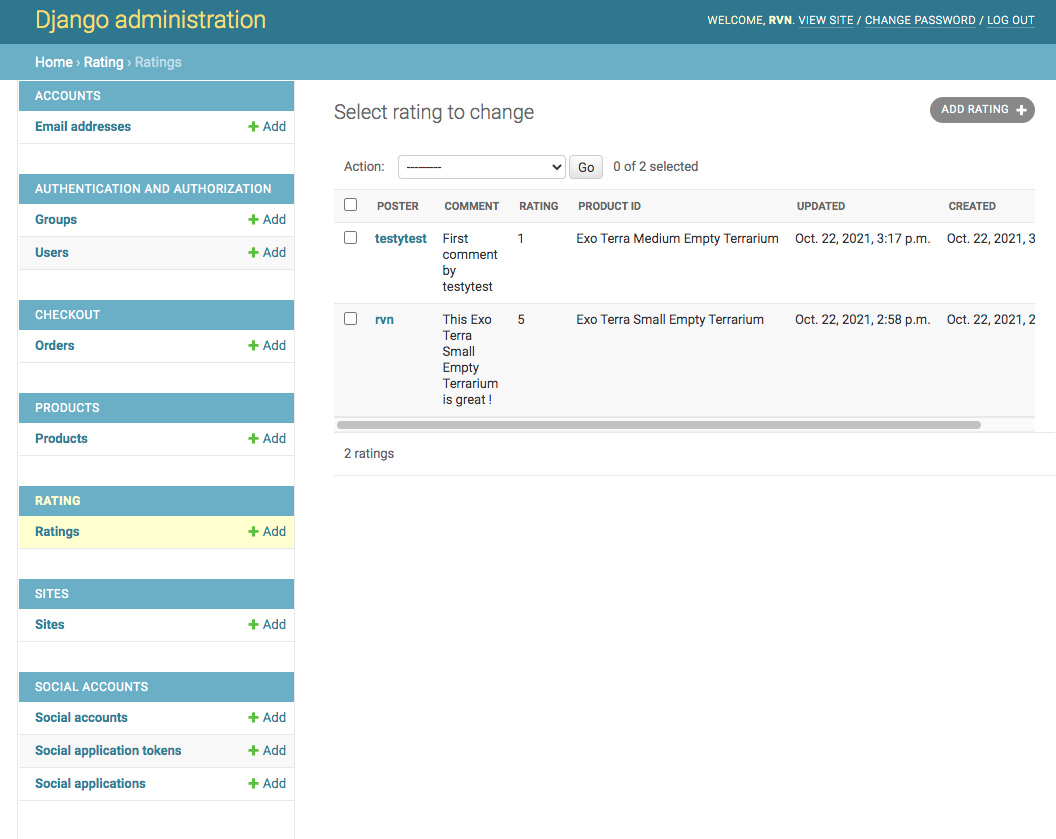 Django administration
WELCOME, RVN. VIEW SITE / CHANGE PASSWORD / LOG OUT
Home › Rating › Ratings
ACCOUNTS
Email addresses + Add
AUTHENTICATION AND AUTHORIZATION
Groups + Add
Users + Add
CHECKOUT
Orders + Add
PRODUCTS
Products + Add
RATING
Ratings + Add
SITES
Sites + Add
SOCIAL ACCOUNTS
Social accounts + Add
Social application tokens + Add
Social applications + Add
Select rating to change
ADD RATING +
Action: --------- Go 0 of 2 selected
POSTER COMMENT RATING PRODUCT ID UPDATED CREATED
testytest First 1 Exo Terra Medium Empty Terrarium Oct. 22, 2021, 3:17 p.m. Oct. 22, 2021, 3
comment
by
testytest
rvn This Exo 5 Exo Terra Small Empty Terrarium Oct. 22, 2021, 2:58 p.m. Oct. 22, 2021, 2
Terra
Small
Empty
Terrarium
is great !
2 ratings